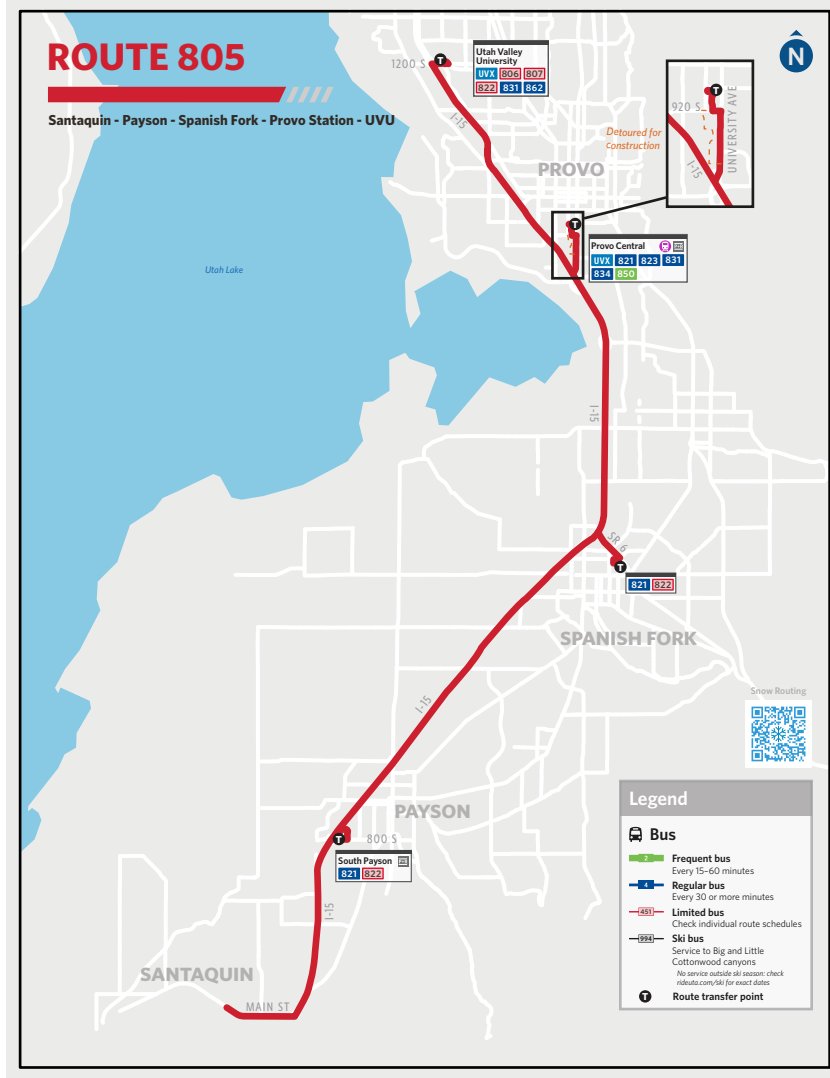 ROUTE 805
Santaquin - Payson - Spanish Fork - Provo Station - UVU
N
1200 S
T
Utah Valley
University
UVX 806 807
822 831 862
I-15
PROVO
Detoured for
construction
920 S
T
UNIVERSITY AVE
I-15
T
Provo Central
UVX 821 823 831
834 850
Utah Lake
I-15
SR 6
T
821 822
SPANISH FORK
I-15
Snow Routing
PAYSON
800 S
T
South Payson
821 822
I-15
SANTAQUIN
MAIN ST
Legend
Bus
2 Frequent bus
Every 15-60 minutes
4 Regular bus
Every 30 or more minutes
451 Limited bus
Check individual route schedules
994 Ski bus
Service to Big and Little
Cottonwood canyons
No service outside ski season: check
rideuta.com/ski for exact dates
T Route transfer point